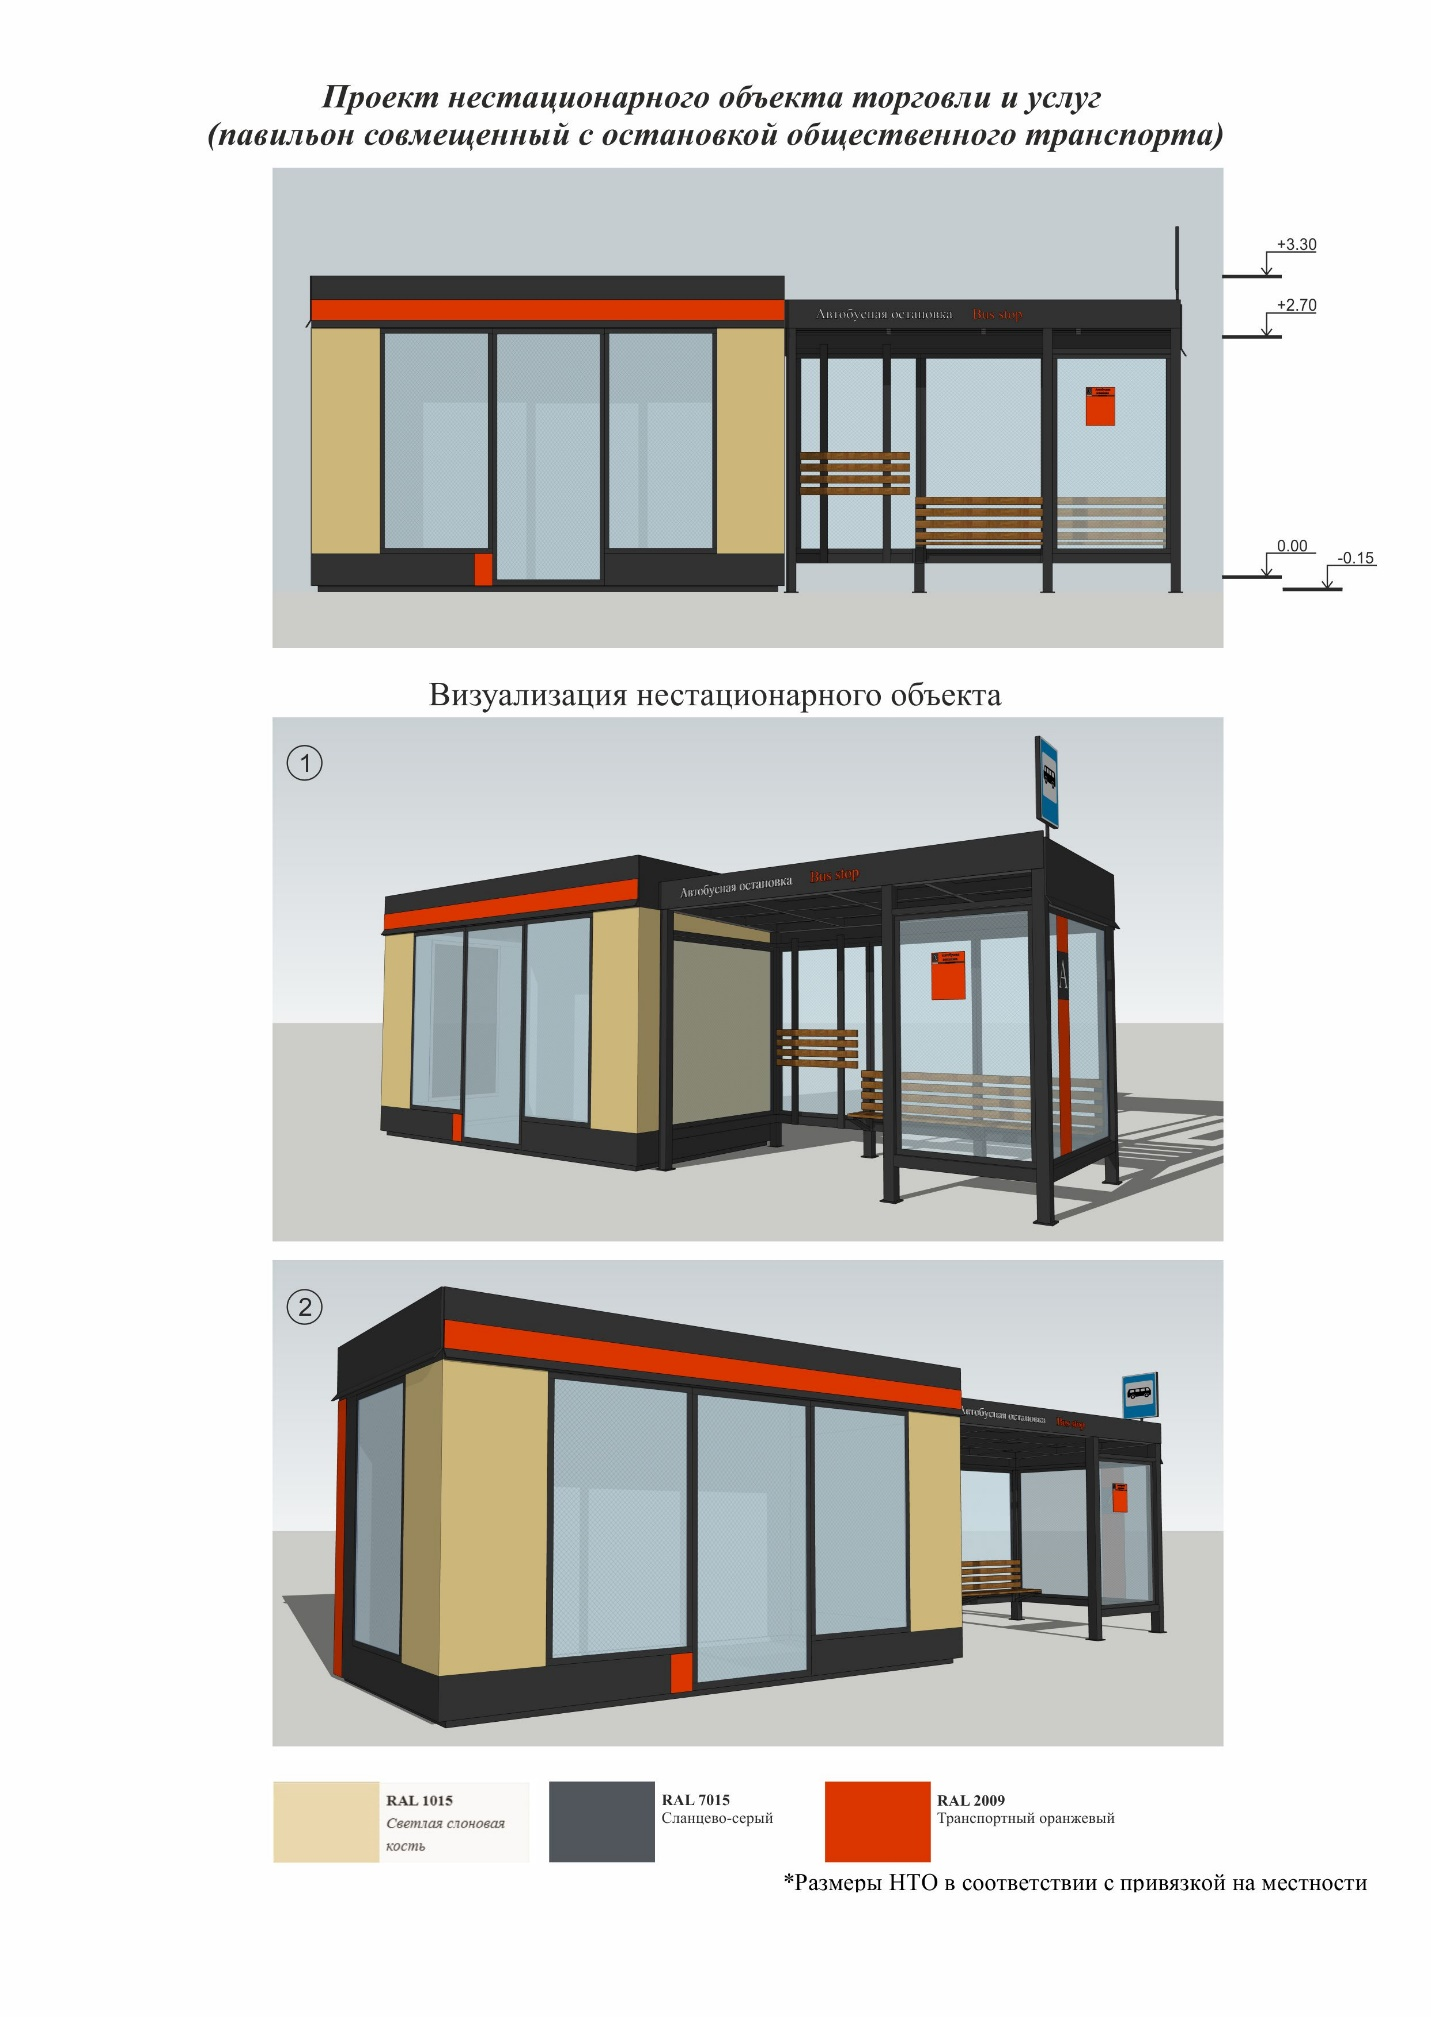 Проект нестационарного объекта торговли и услуг
(павильон совмещенный с остановкой общественного транспорта)
+3.30
+2.70
Автобусная остановка Bus stop
0.00
-0.15
Визуализация нестационарного объекта
1
Автобусная остановка Bus stop
А
2
Автобусная остановка Bus stop
RAL 1015
Светлая слоновая
кость
RAL 7015
Сланцево-серый
RAL 2009
Транспортный оранжевый
*Размеры НТО в соответствии с привязкой на местности